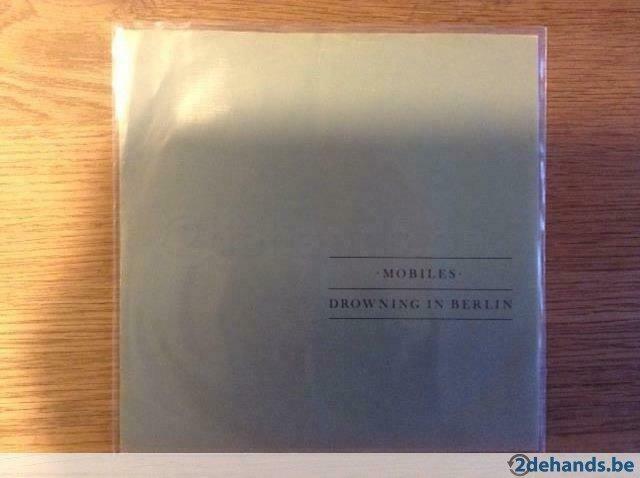 ·MOBILES·
DROWNING IN BERLIN
2dehands.be